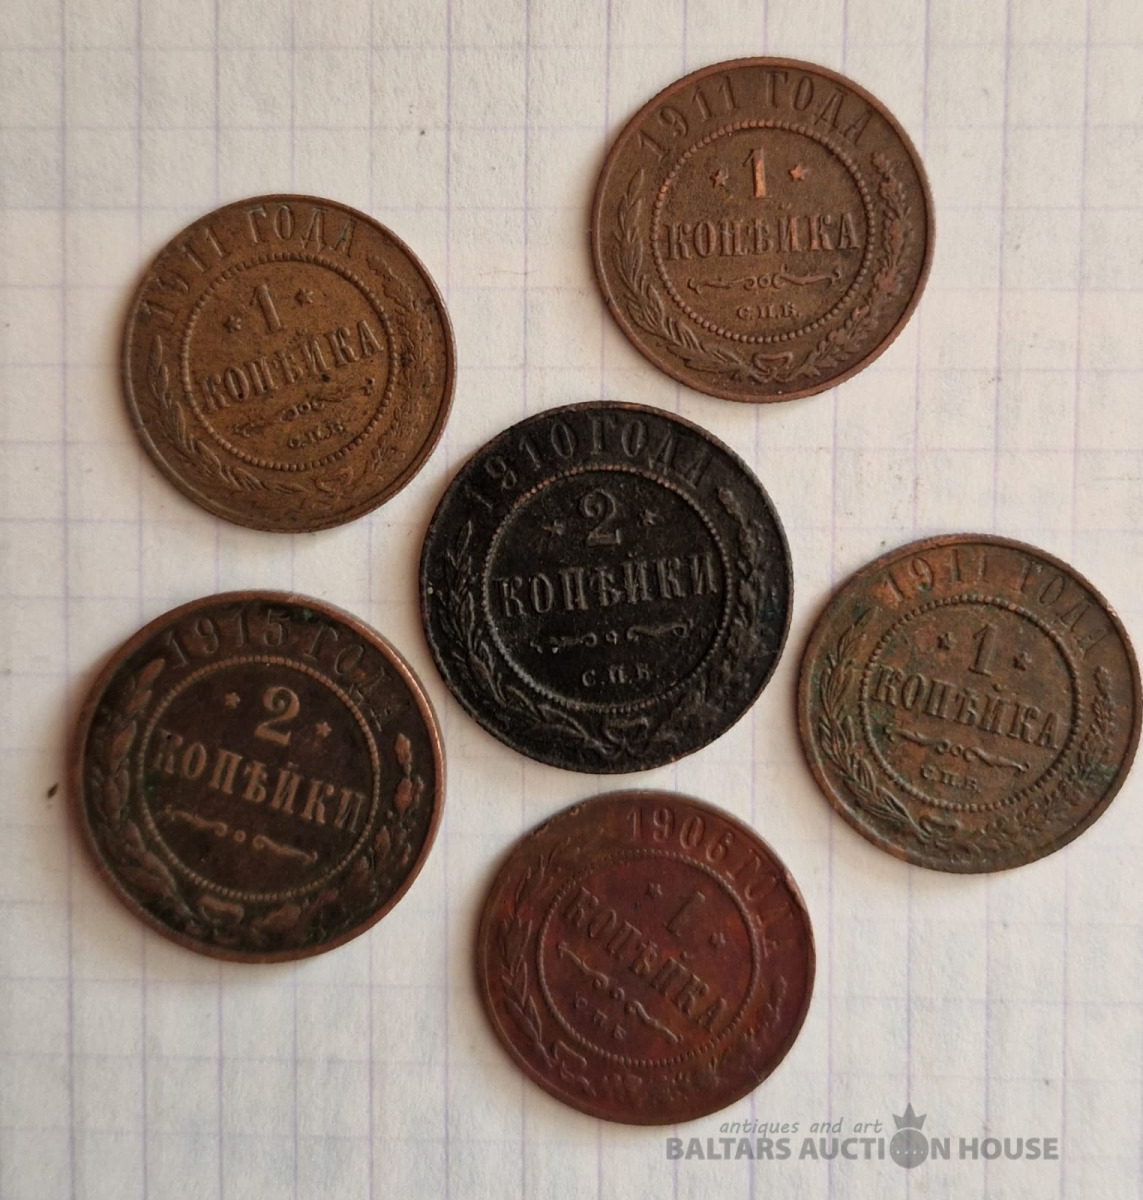 1911 ГОДА
1
КОПѢЙКА
С.П.Б.
1911 ГОДА
1
КОПѢЙКА
С.П.Б.
1910 ГОДА
2
КОПѢЙКИ
С.П.Б.
1911 ГОДА
1
КОПѢЙКА
С.П.Б.
1915 ГОДА
2
КОПѢЙКИ
1906 ГОДА
1
КОПѢЙКА
С.П.Б
antiques and art
BALTARS AUCTION HOUSE